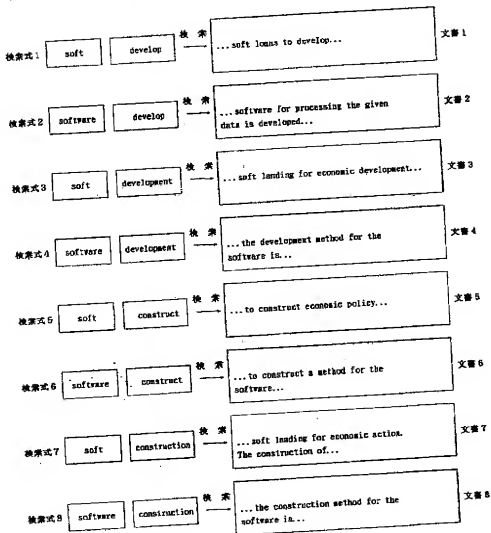 検索式1 soft develop 検索 ...soft loans to develop... 文書1
検索式2 software develop 検索 ...software for processing the given
data is developed... 文書2
検索式3 soft development 検索 ...soft landing for economic development... 文書3
検索式4 software development 検索 ...the development method for the
software is... 文書4
検索式5 soft construct 検索 ...to construct economic policy... 文書5
検索式6 software construct 検索 ...to construct a method for the
software... 文書6
検索式7 soft construction 検索 ...soft landing for economic action.
The construction of... 文書7
検索式8 software construction 検索 ...the construction method for the
software is... 文書8